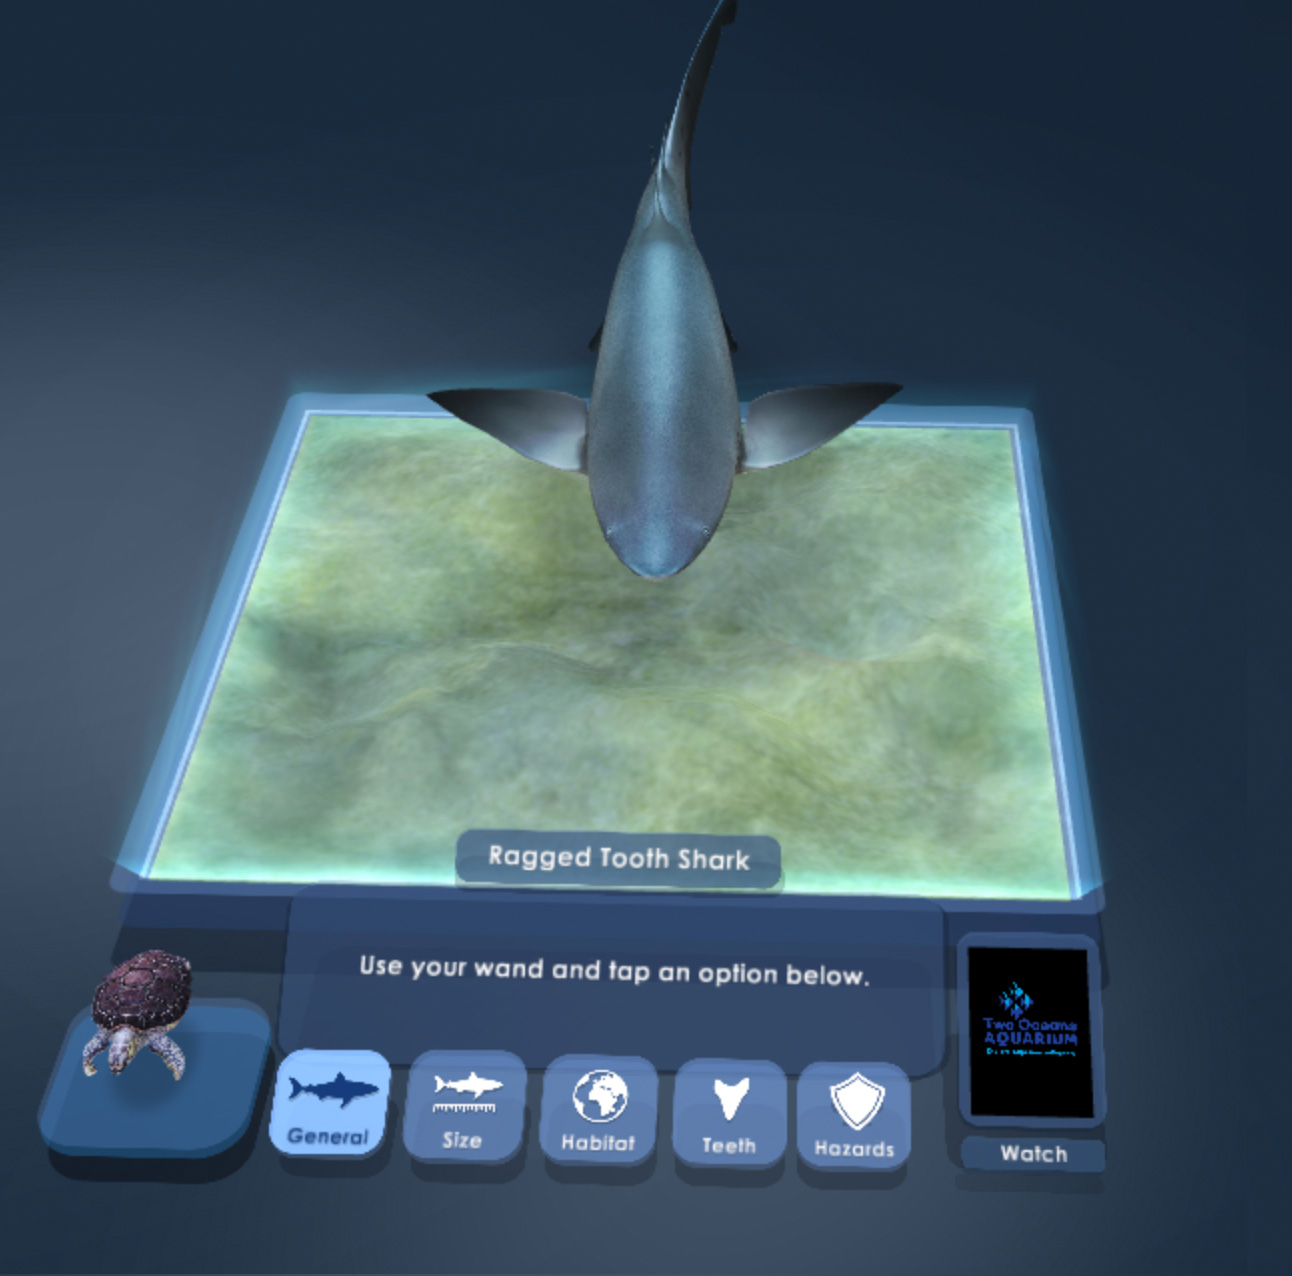 Ragged Tooth Shark
Use your wand and tap an option below.
General
Size
Habitat
Teeth
Hazards
Two Oceans
AQUARIUM
Watch